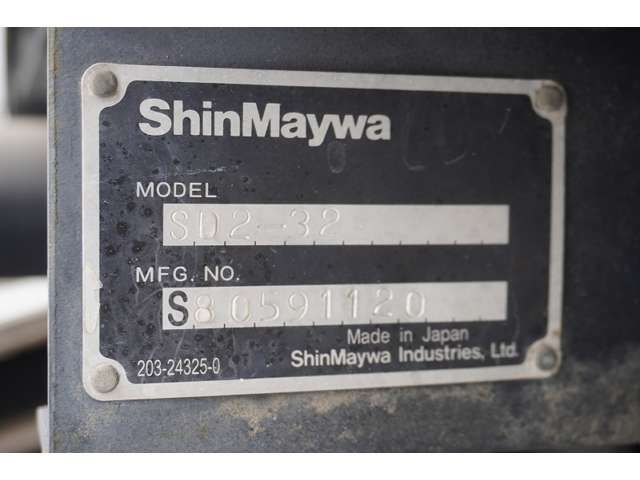 ShinMaywa
MODEL
SD2-32
MFG. NO.
S80591120
Made in Japan
203-24325-0 ShinMaywa Industries, Ltd.